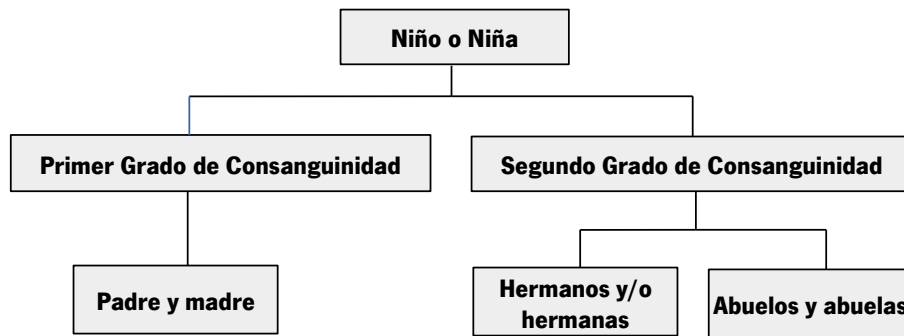 Niño o Niña
Primer Grado de Consanguinidad
Segundo Grado de Consanguinidad
Padre y madre
Hermanos y/o
hermanas
Abuelos y abuelas